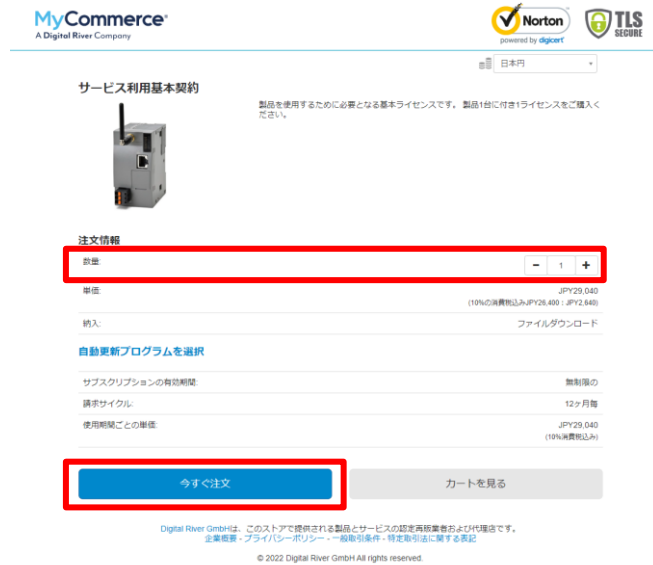 MyCommerce®
A Digital River Company
Norton
powered by digicert
TLS
SECURE
日本円
サービス利用基本契約
製品を使用するために必要となる基本ライセンスです。 製品1台に付き1ライセンスをご購入く
ださい。
注文情報
数量:
- 1 +
単価: JPY29,040
(10%の消費税込みJPY26,400 : JPY2,640)
納入: ファイルダウンロード
自動更新プログラムを選択
サブスクリプションの有効期間: 無制限の
請求サイクル: 12ヶ月毎
使用期間ごとの単価: JPY29,040
(10%消費税込み)
今すぐ注文 カートを見る
Digital River GmbHは、このストアで提供される製品とサービスの認定再販業者および代理店です。
企業概要 - プライバシーポリシー - 一般取引条件 - 特定取引法に関する表記
© 2022 Digital River GmbH All rights reserved.